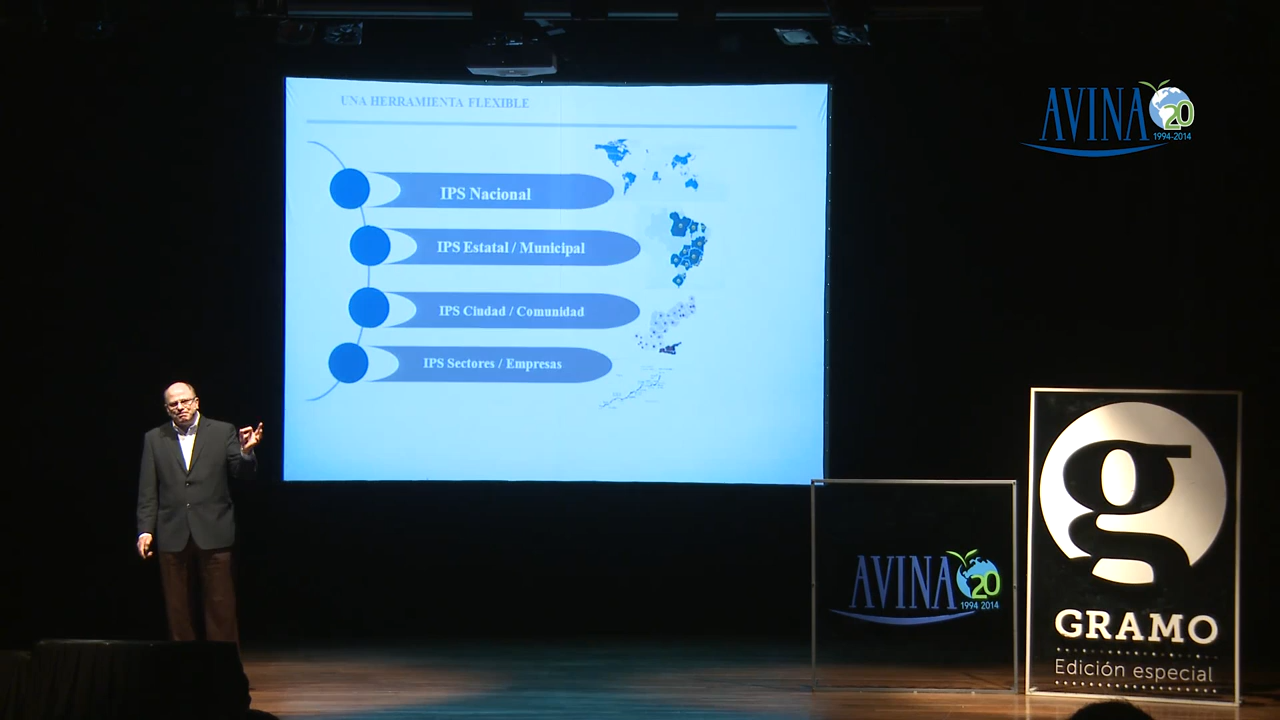 UNA HERRAMIENTA FLEXIBLE
IPS Nacional
IPS Estatal / Municipal
IPS Ciudad / Comunidad
IPS Sectores / Empresas
AVINA 20
1994-2014
AVINA 20
1994 2014
g
GRAMO
Edición especial